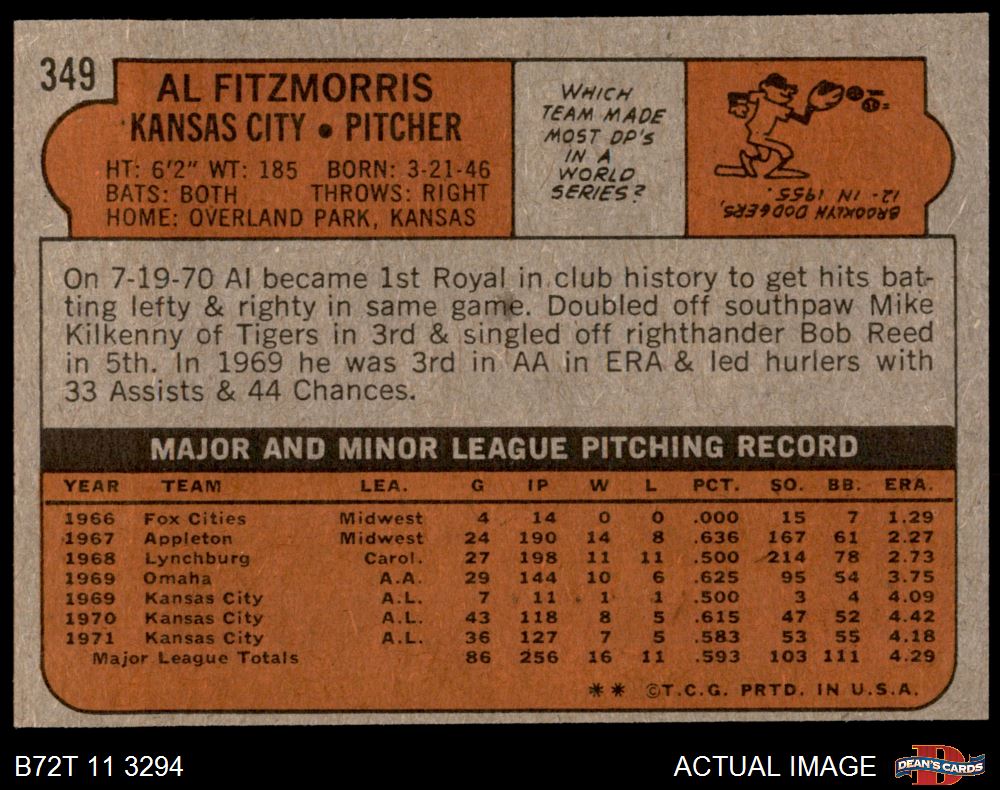 349
AL FITZMORRIS
KANSAS CITY • PITCHER
HT: 6'2" WT: 185 BORN: 3-21-46
BATS: BOTH THROWS: RIGHT
HOME: OVERLAND PARK, KANSAS
WHICH
TEAM MADE
MOST DP'S
IN A
WORLD
SERIES?
BROOKLYN DODGERS,
12 - IN 1955.
On 7-19-70 Al became 1st Royal in club history to get hits bat-
ting lefty & righty in same game. Doubled off southpaw Mike
Kilkenny of Tigers in 3rd & singled off righthander Bob Reed
in 5th. In 1969 he was 3rd in AA in ERA & led hurlers with
33 Assists & 44 Chances.
MAJOR AND MINOR LEAGUE PITCHING RECORD
YEAR TEAM LEA. G IP W L PCT. SO. BB. ERA.
1966 Fox Cities Midwest 4 14 0 0 .000 15 7 1.29
1967 Appleton Midwest 24 190 14 8 .636 167 61 2.27
1968 Lynchburg Carol. 27 198 11 11 .500 214 78 2.73
1969 Omaha A.A. 29 144 10 6 .625 95 54 3.75
1969 Kansas City A.L. 7 11 1 1 .500 3 4 4.09
1970 Kansas City A.L. 43 118 8 5 .615 47 52 4.42
1971 Kansas City A.L. 36 127 7 5 .583 53 55 4.18
Major League Totals 86 256 16 11 .593 103 111 4.29
** ©T.C.G. PRTD. IN U.S.A.
B72T 11 3294
ACTUAL IMAGE
DEAN'S CARDS